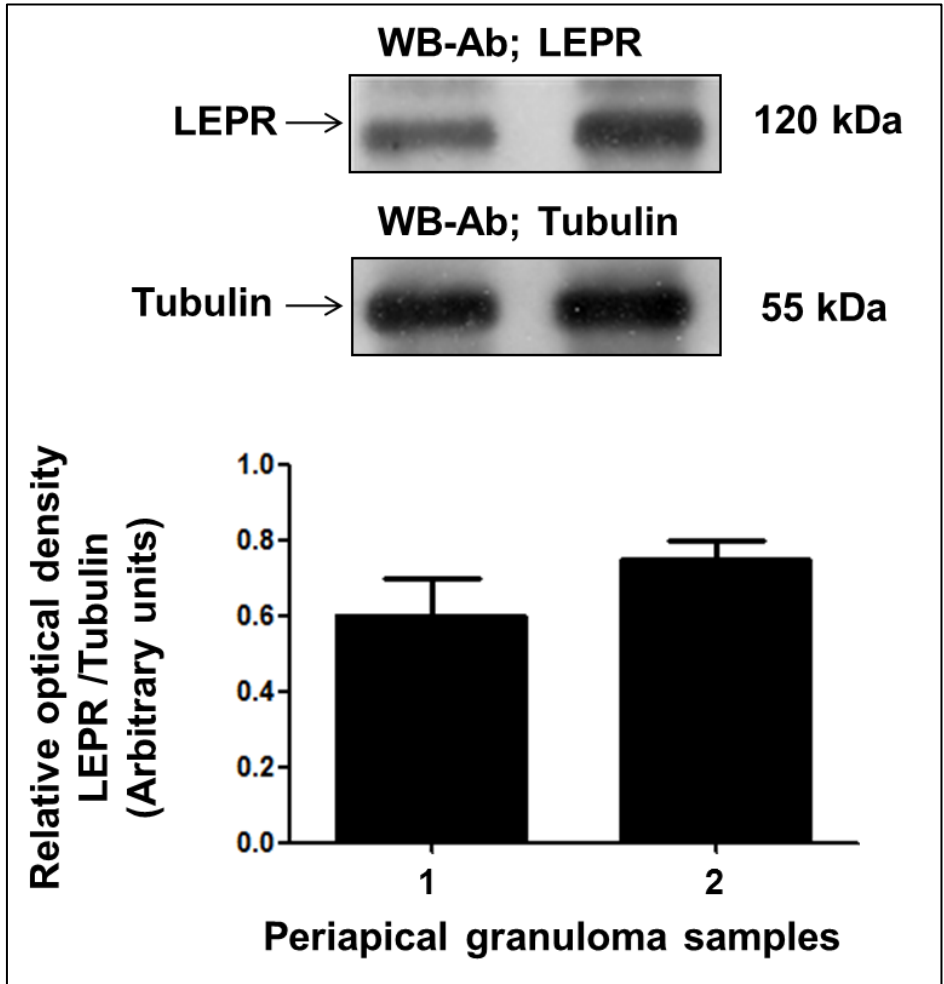 WB-Ab; LEPR
LEPR
120 kDa
WB-Ab; Tubulin
Tubulin
55 kDa
Relative optical density
LEPR /Tubulin
(Arbitrary units)
1.0
0.8
0.6
0.4
0.2
0.0
1
2
Periapical granuloma samples